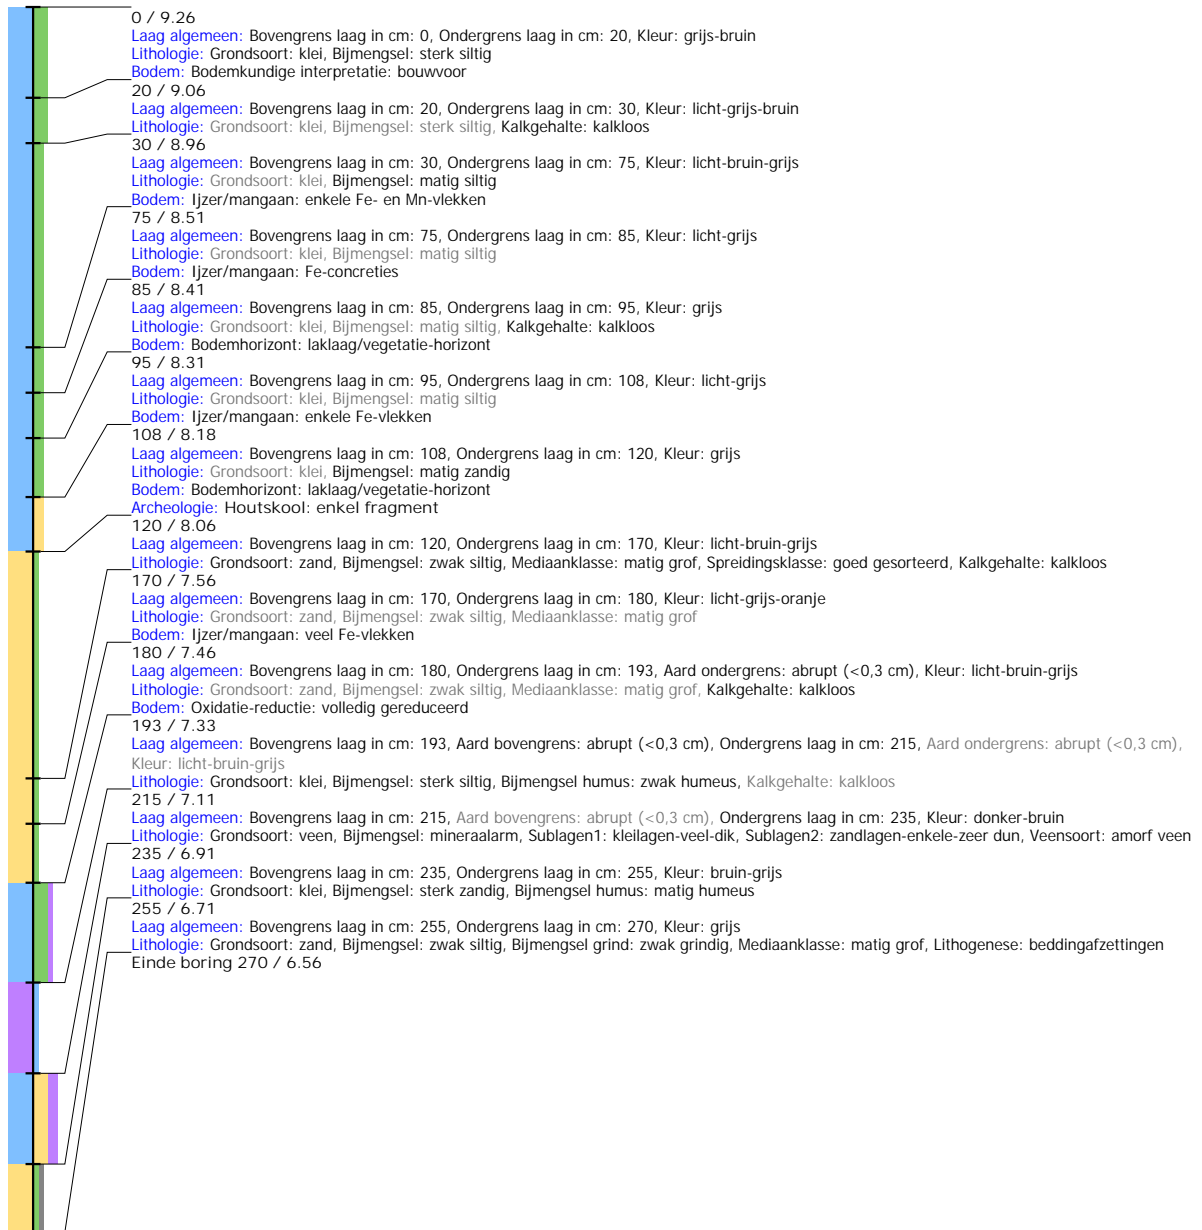 0 / 9.26
Laag algemeen: Bovengrens laag in cm: 0, Ondergrens laag in cm: 20, Kleur: grijs-bruin
Lithologie: Grondsoort: klei, Bijmengsel: sterk siltig
Bodem: Bodemkundige interpretatie: bouwvoor
20 / 9.06
Laag algemeen: Bovengrens laag in cm: 20, Ondergrens laag in cm: 30, Kleur: licht-grijs-bruin
Lithologie: Grondsoort: klei, Bijmengsel: sterk siltig, Kalkgehalte: kalkloos
30 / 8.96
Laag algemeen: Bovengrens laag in cm: 30, Ondergrens laag in cm: 75, Kleur: licht-bruin-grijs
Lithologie: Grondsoort: klei, Bijmengsel: matig siltig
Bodem: Ijzer/mangaan: enkele Fe- en Mn-vlekken
75 / 8.51
Laag algemeen: Bovengrens laag in cm: 75, Ondergrens laag in cm: 85, Kleur: licht-grijs
Lithologie: Grondsoort: klei, Bijmengsel: matig siltig
Bodem: Ijzer/mangaan: Fe-concreties
85 / 8.41
Laag algemeen: Bovengrens laag in cm: 85, Ondergrens laag in cm: 95, Kleur: grijs
Lithologie: Grondsoort: klei, Bijmengsel: matig siltig, Kalkgehalte: kalkloos
Bodem: Bodemhorizont: laklaag/vegetatie-horizont
95 / 8.31
Laag algemeen: Bovengrens laag in cm: 95, Ondergrens laag in cm: 108, Kleur: licht-grijs
Lithologie: Grondsoort: klei, Bijmengsel: matig siltig
Bodem: Ijzer/mangaan: enkele Fe-vlekken
108 / 8.18
Laag algemeen: Bovengrens laag in cm: 108, Ondergrens laag in cm: 120, Kleur: grijs
Lithologie: Grondsoort: klei, Bijmengsel: matig zandig
Bodem: Bodemhorizont: laklaag/vegetatie-horizont
Archeologie: Houtskool: enkel fragment
120 / 8.06
Laag algemeen: Bovengrens laag in cm: 120, Ondergrens laag in cm: 170, Kleur: licht-bruin-grijs
Lithologie: Grondsoort: zand, Bijmengsel: zwak siltig, Mediaanklasse: matig grof, Spreidingsklasse: goed gesorteerd, Kalkgehalte: kalkloos
170 / 7.56
Laag algemeen: Bovengrens laag in cm: 170, Ondergrens laag in cm: 180, Kleur: licht-grijs-oranje
Lithologie: Grondsoort: zand, Bijmengsel: zwak siltig, Mediaanklasse: matig grof
Bodem: Ijzer/mangaan: veel Fe-vlekken
180 / 7.46
Laag algemeen: Bovengrens laag in cm: 180, Ondergrens laag in cm: 193, Aard ondergrens: abrupt (<0,3 cm), Kleur: licht-bruin-grijs
Lithologie: Grondsoort: zand, Bijmengsel: zwak siltig, Mediaanklasse: matig grof, Kalkgehalte: kalkloos
Bodem: Oxidatie-reductie: volledig gereduceerd
193 / 7.33
Laag algemeen: Bovengrens laag in cm: 193, Aard bovengrens: abrupt (<0,3 cm), Ondergrens laag in cm: 215, Aard ondergrens: abrupt (<0,3 cm),
Kleur: licht-bruin-grijs
Lithologie: Grondsoort: klei, Bijmengsel: sterk siltig, Bijmengsel humus: zwak humeus, Kalkgehalte: kalkloos
215 / 7.11
Laag algemeen: Bovengrens laag in cm: 215, Aard bovengrens: abrupt (<0,3 cm), Ondergrens laag in cm: 235, Kleur: donker-bruin
Lithologie: Grondsoort: veen, Bijmengsel: mineraalarm, Sublagen1: kleilagen-veel-dik, Sublagen2: zandlagen-enkele-zeer dun, Veensoort: amorf veen
235 / 6.91
Laag algemeen: Bovengrens laag in cm: 235, Ondergrens laag in cm: 255, Kleur: bruin-grijs
Lithologie: Grondsoort: klei, Bijmengsel: sterk zandig, Bijmengsel humus: matig humeus
255 / 6.71
Laag algemeen: Bovengrens laag in cm: 255, Ondergrens laag in cm: 270, Kleur: grijs
Lithologie: Grondsoort: zand, Bijmengsel: zwak siltig, Bijmengsel grind: zwak grindig, Mediaanklasse: matig grof, Lithogenese: beddingafzettingen
Einde boring 270 / 6.56